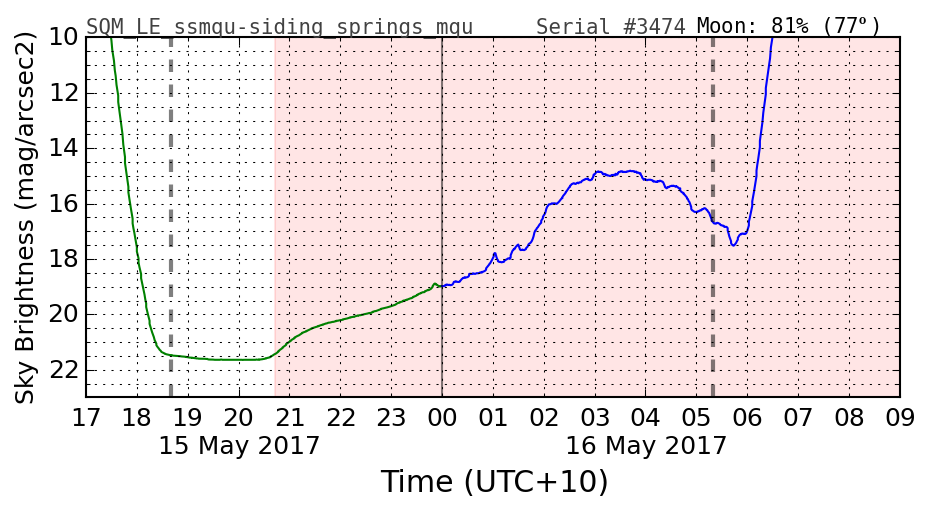 SQM_LE_ssmqu-siding_springs_mqu Serial #3474 Moon: 81% (77°)
Sky Brightness (mag/arcsec2)
10
12
14
16
18
20
22
17 18 19 20 21 22 23 00 01 02 03 04 05 06 07 08 09
15 May 2017 16 May 2017
Time (UTC+10)